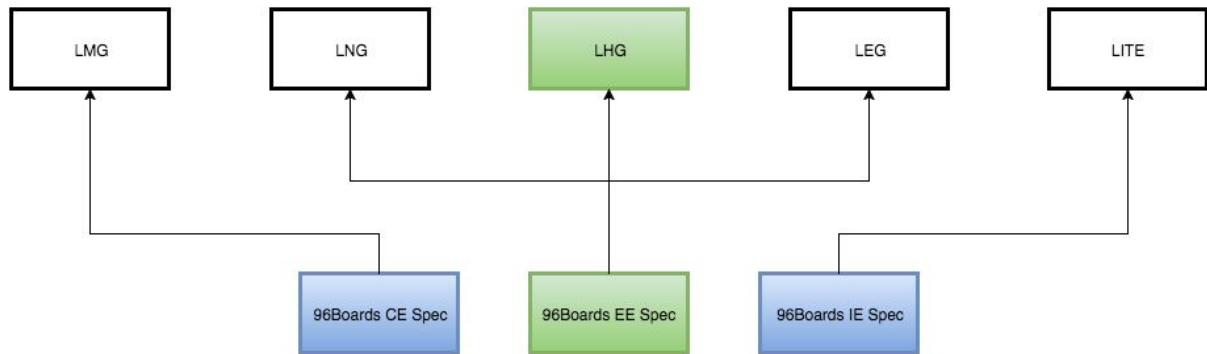 LMG
LNG
LHG
LEG
LITE
96Boards CE Spec
96Boards EE Spec
96Boards IE Spec